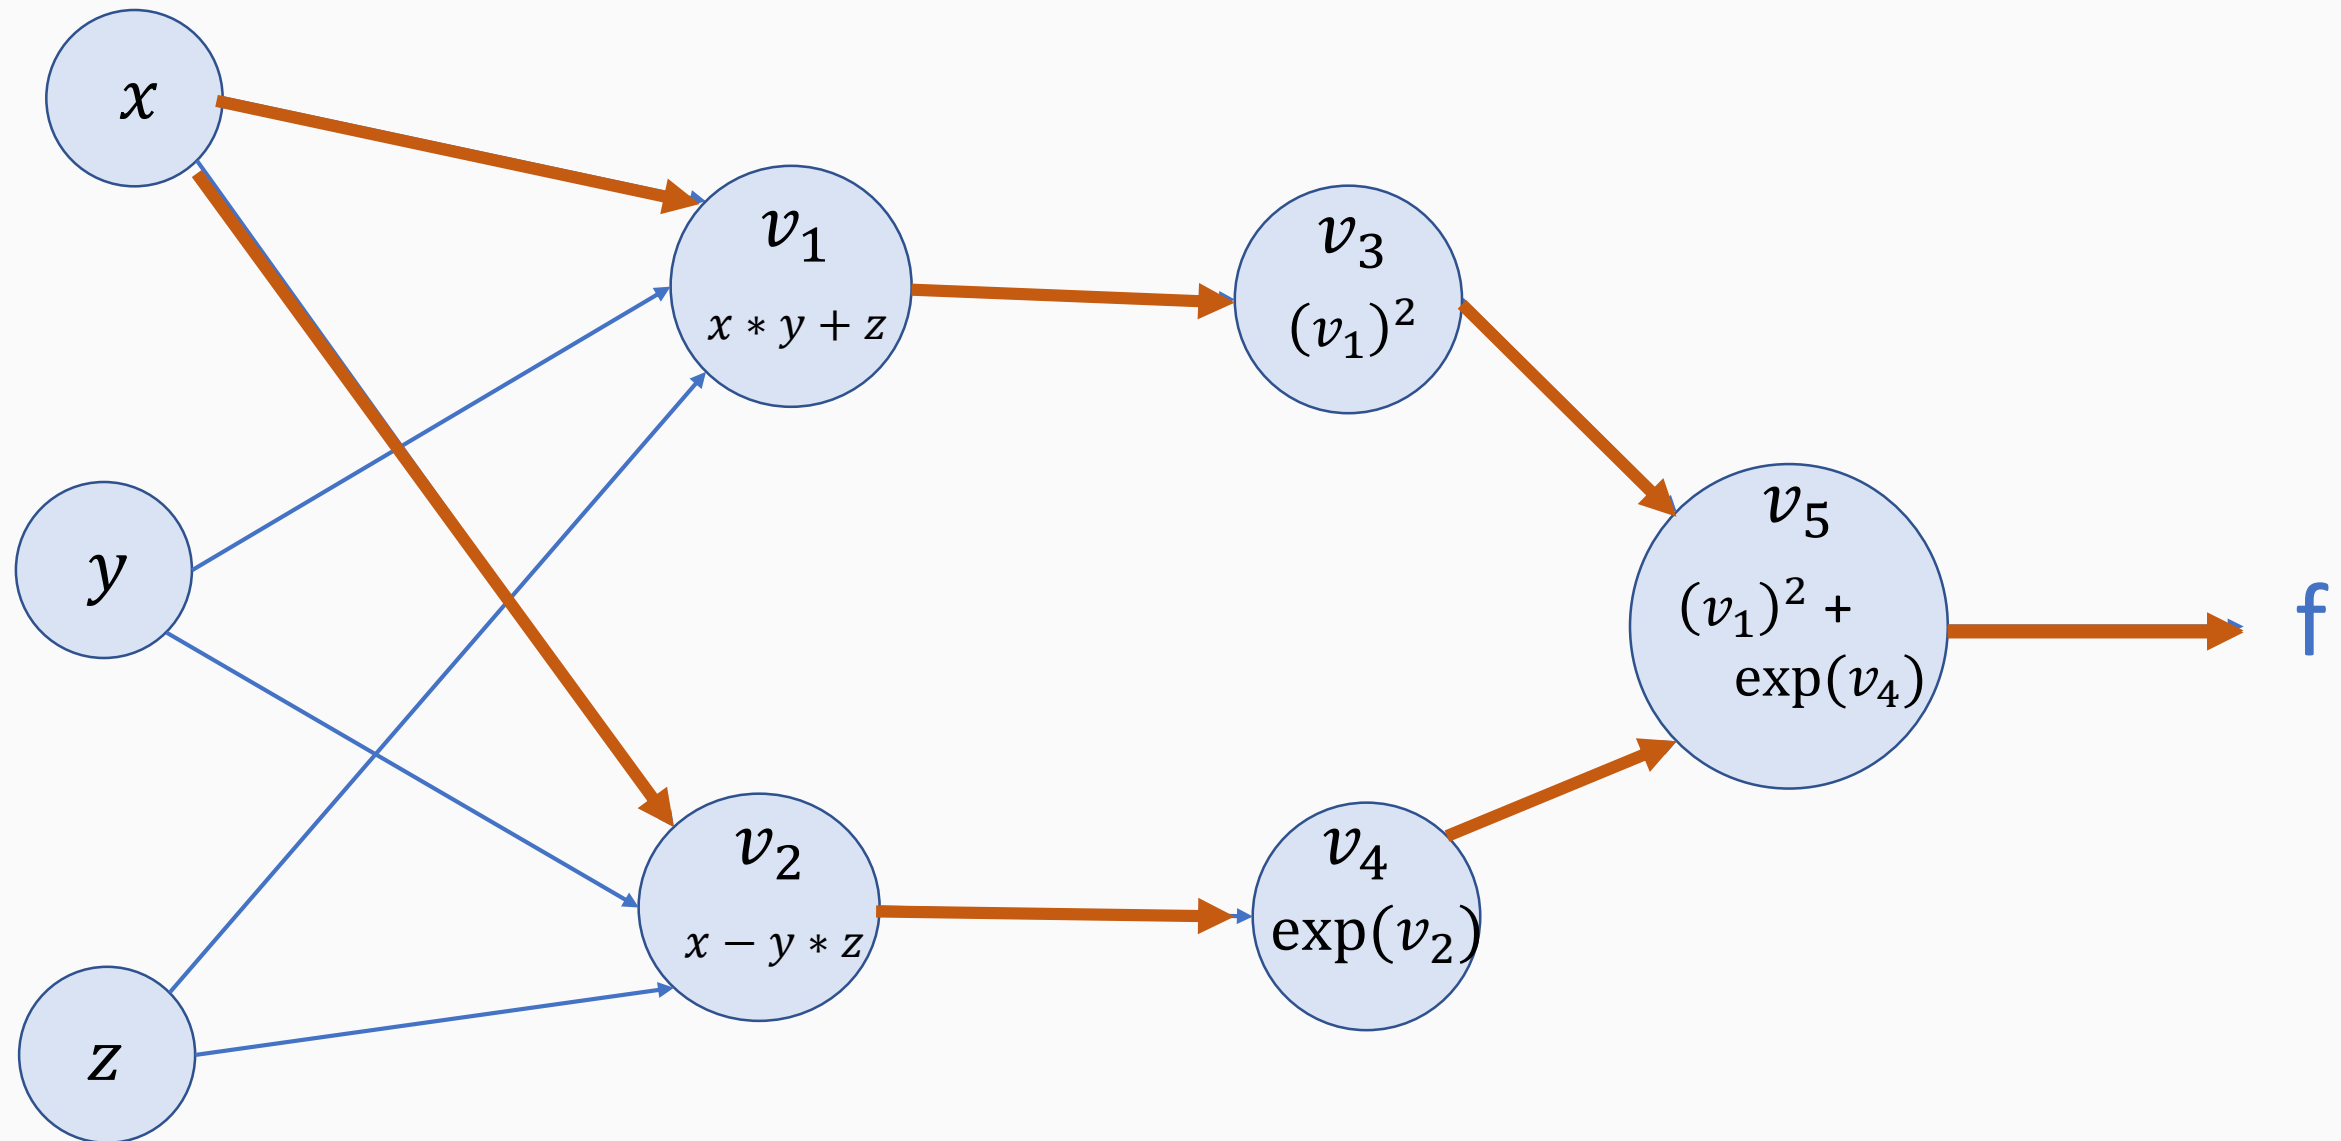 x
v₁
x ∗ y + z
v₃
(v₁)²
y
v₅
(v₁)² +
exp(v₄)
f
v₂
x − y ∗ z
v₄
exp(v₂)
z